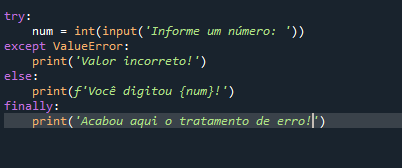 try:
    num = int(input('Informe um número: '))
except ValueError:
    print('Valor incorreto!')
else:
    print(f'Você digitou {num}!')
finally:
    print('Acabou aqui o tratamento de erro!')